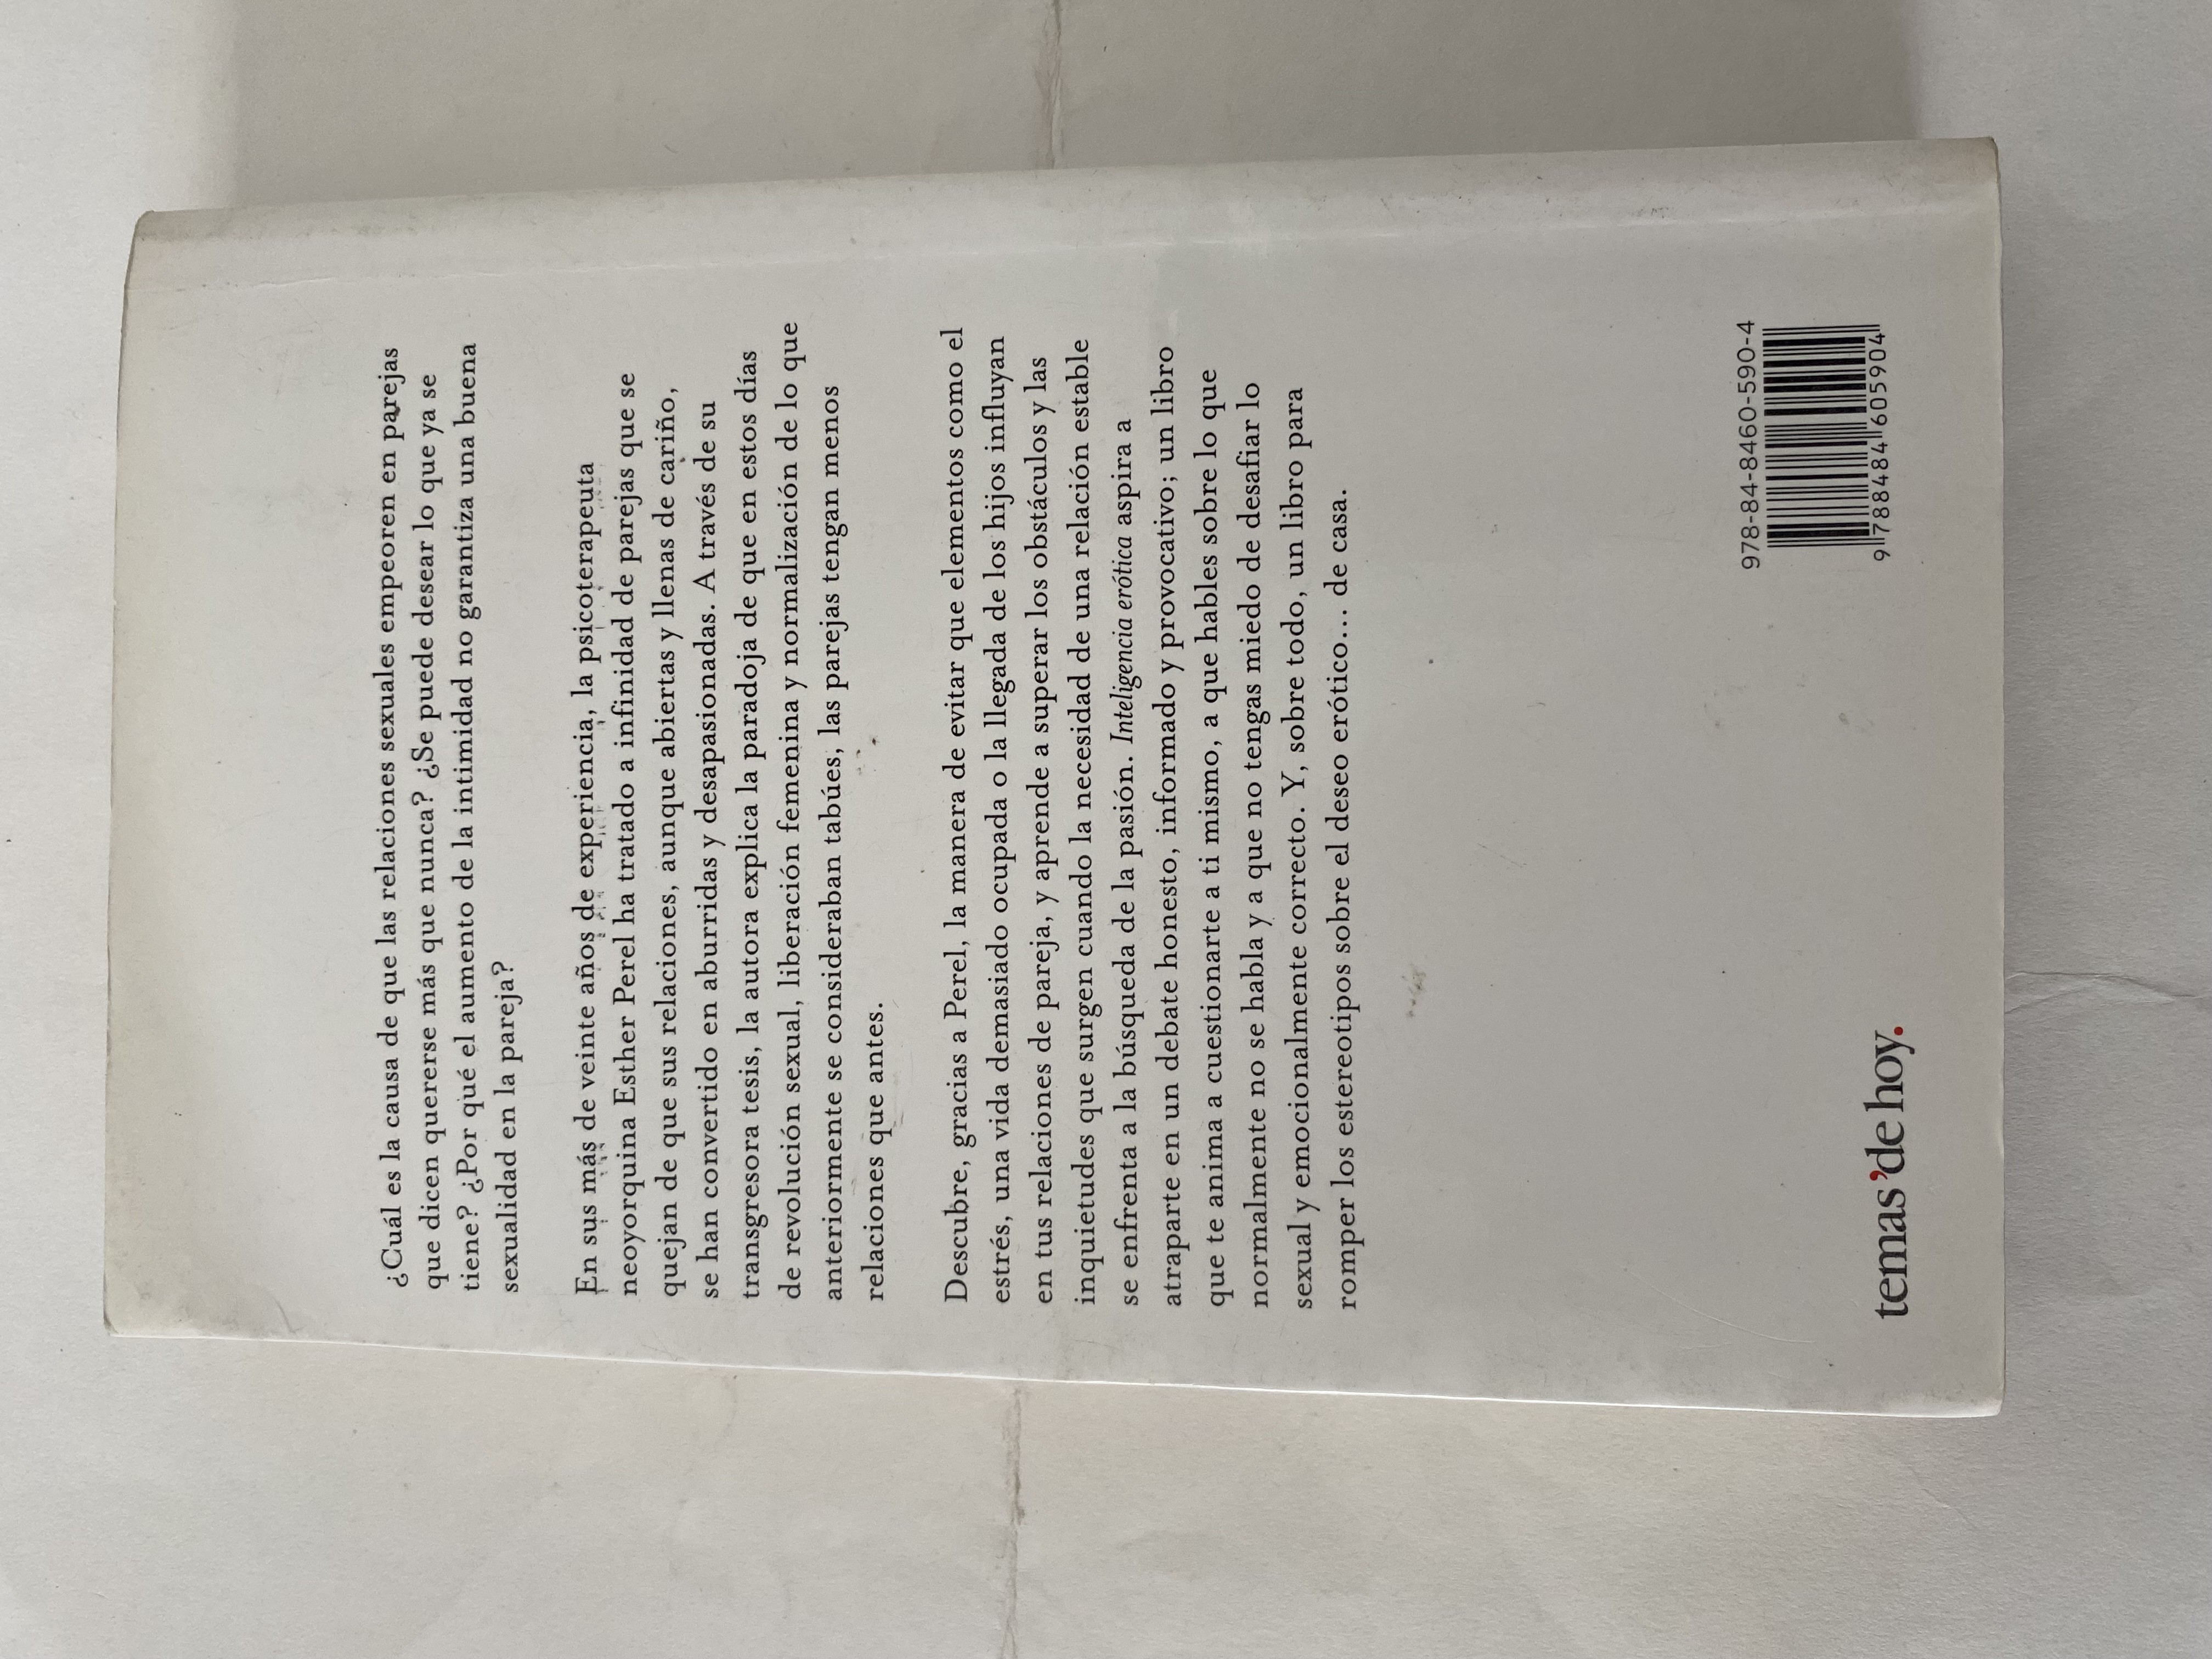 ¿Cuál es la causa de que las relaciones sexuales empeoren en parejas
que dicen quererse más que nunca? ¿Se puede desear lo que ya se
tiene? ¿Por qué el aumento de la intimidad no garantiza una buena
sexualidad en la pareja?
En sus más de veinte años de experiencia, la psicoterapeuta
neoyorquina Esther Perel ha tratado a infinidad de parejas que se
quejan de que sus relaciones, aunque abiertas y llenas de cariño,
se han convertido en aburridas y desapasionadas. A través de su
transgresora tesis, la autora explica la paradoja de que en estos días
de revolución sexual, liberación femenina y normalización de lo que
anteriormente se consideraban tabúes, las parejas tengan menos
relaciones que antes.
Descubre, gracias a Perel, la manera de evitar que elementos como el
estrés, una vida demasiado ocupada o la llegada de los hijos influyan
en tus relaciones de pareja, y aprende a superar los obstáculos y las
inquietudes que surgen cuando la necesidad de una relación estable
se enfrenta a la búsqueda de la pasión. Inteligencia erótica aspira a
atraparte en un debate honesto, informado y provocativo; un libro
que te anima a cuestionarte a ti mismo, a que hables sobre lo que
normalmente no se habla y a que no tengas miedo de desafiar lo
sexual y emocionalmente correcto. Y, sobre todo, un libro para
romper los estereotipos sobre el deseo erótico... de casa.
978-84-8460-590-4
9 788484 605904
temas 'de hoy.